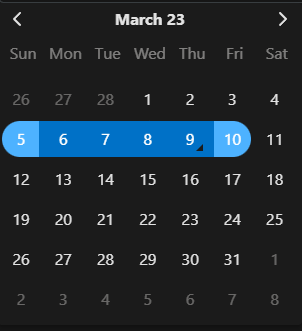 March 23
Sun Mon Tue Wed Thu Fri Sat
26 27 28 1 2 3 4
5 6 7 8 9 10 11
12 13 14 15 16 17 18
19 20 21 22 23 24 25
26 27 28 29 30 31 1
2 3 4 5 6 7 8